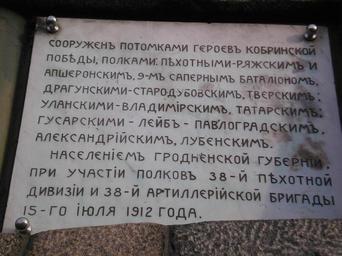 СООРУЖЕНЪ ПОТОМКАМИ ГЕРОЕВЪ КОБРИНСКОЙ
ПОБѢДЫ, ПОЛКАМИ: ПѢХОТНЫМИ-РЯЖСКИМЪ И
АПШЕРОНСКИМЪ, 9-МЪ САПЕРНЫМЪ БАТАЛІОНОМЪ,
ДРАГУНСКИМИ-СТАРОДУБОВСКИМЪ, ТВЕРСКИМЪ;
УЛАНСКИМИ-ВЛАДИМІРСКИМЪ, ТАТАРСКИМЪ;
ГУСАРСКИМИ-ЛЕЙБЪ-ПАВЛОГРАДСКИМЪ,
АЛЕКСАНДРІЙСКИМЪ, ЛУБЕНСКИМЪ.
НАСЕЛЕНІЕМЪ ГРОДНЕНСКОЙ ГУБЕРНІИ,
ПРИ УЧАСТІИ ПОЛКОВЪ 38-Й ПѢХОТНОЙ
ДИВИЗІИ И 38-Й АРТИЛЛЕРІЙСКОЙ БРИГАДЫ
15-ГО ІЮЛЯ 1912 ГОДА.